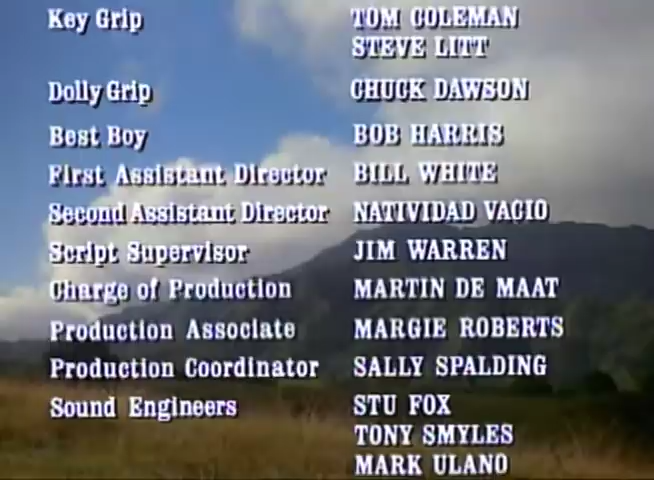 Key Grip TOM COLEMAN
STEVE LITT
Dolly Grip CHUCK DAWSON
Best Boy BOB HARRIS
First Assistant Director BILL WHITE
Second Assistant Director NATIVIDAD VACIO
Script Supervisor JIM WARREN
Charge of Production MARTIN DE MAAT
Production Associate MARGIE ROBERTS
Production Coordinator SALLY SPALDING
Sound Engineers STU FOX
TONY SMYLES
MARK ULANO